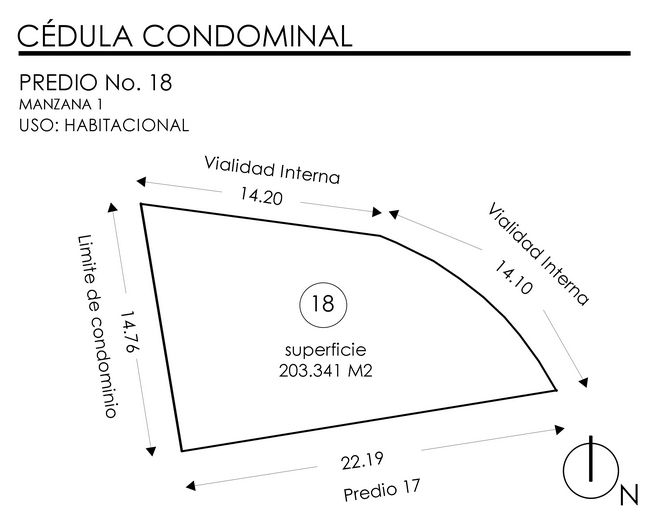 CÉDULA CONDOMINAL
PREDIO No. 18
MANZANA 1
USO: HABITACIONAL
Vialidad Interna
14.20
Vialidad Interna
14.10
Limite de condominio
14.76
18
superficie
203.341 M2
22.19
Predio 17
N